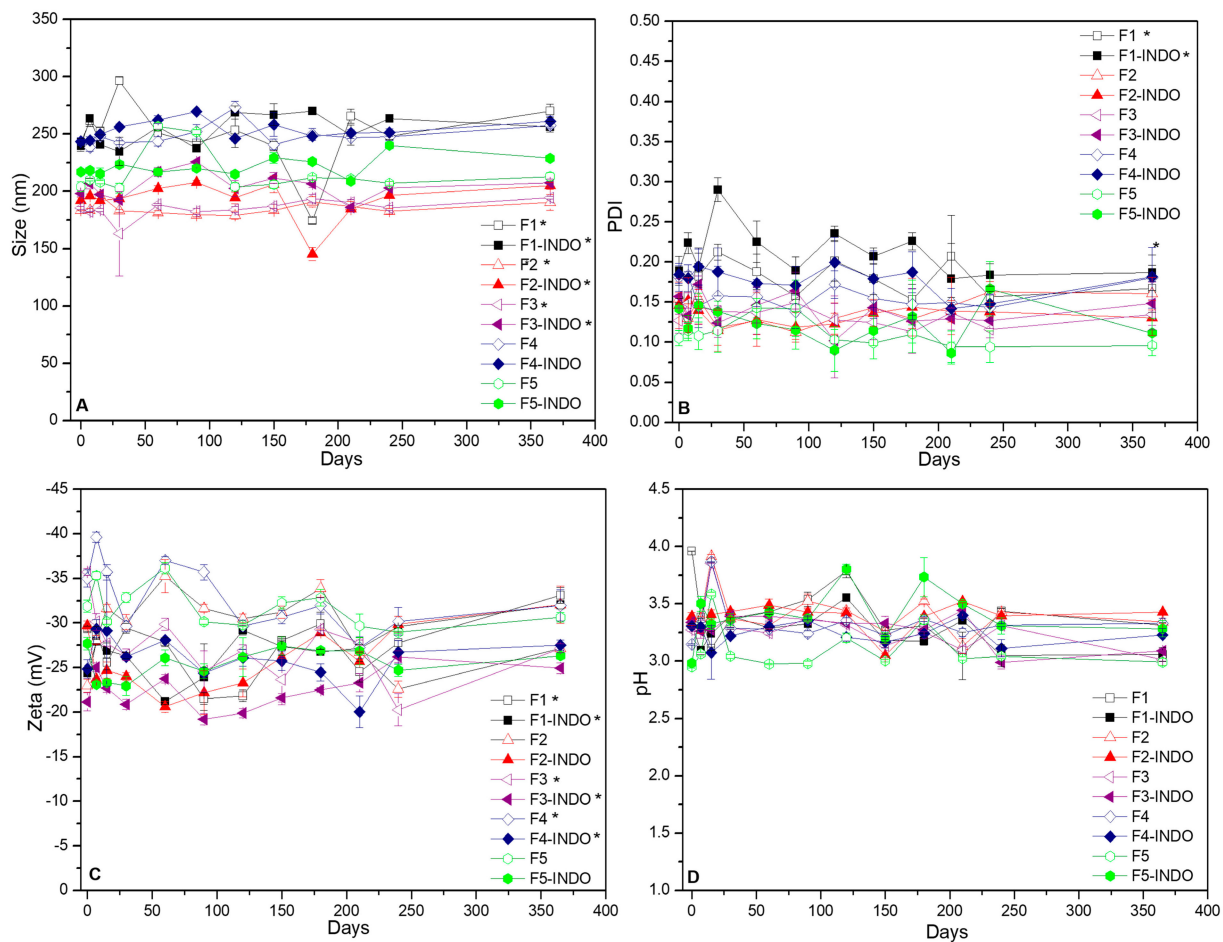 350
300
250
200
150
100
50
0
Size (nm)
0 50 100 150 200 250 300 350 400
Days
A
F1 *
F1-INDO *
F2 *
F2-INDO *
F3 *
F3-INDO *
F4
F4-INDO
F5
F5-INDO
0.50
0.45
0.40
0.35
0.30
0.25
0.20
0.15
0.10
0.05
0.00
PDI
0 50 100 150 200 250 300 350 400
Days
B
F1 *
F1-INDO *
F2
F2-INDO
F3
F3-INDO
F4
F4-INDO
F5
F5-INDO
*
-45
-40
-35
-30
-25
-20
-15
-10
-5
0
Zeta (mV)
0 50 100 150 200 250 300 350 400
Days
C
F1 *
F1-INDO *
F2
F2-INDO
F3 *
F3-INDO *
F4 *
F4-INDO *
F5
F5-INDO
4.5
4.0
3.5
3.0
2.5
2.0
1.5
1.0
pH
0 50 100 150 200 250 300 350 400
Days
D
F1
F1-INDO
F2
F2-INDO
F3
F3-INDO
F4
F4-INDO
F5
F5-INDO